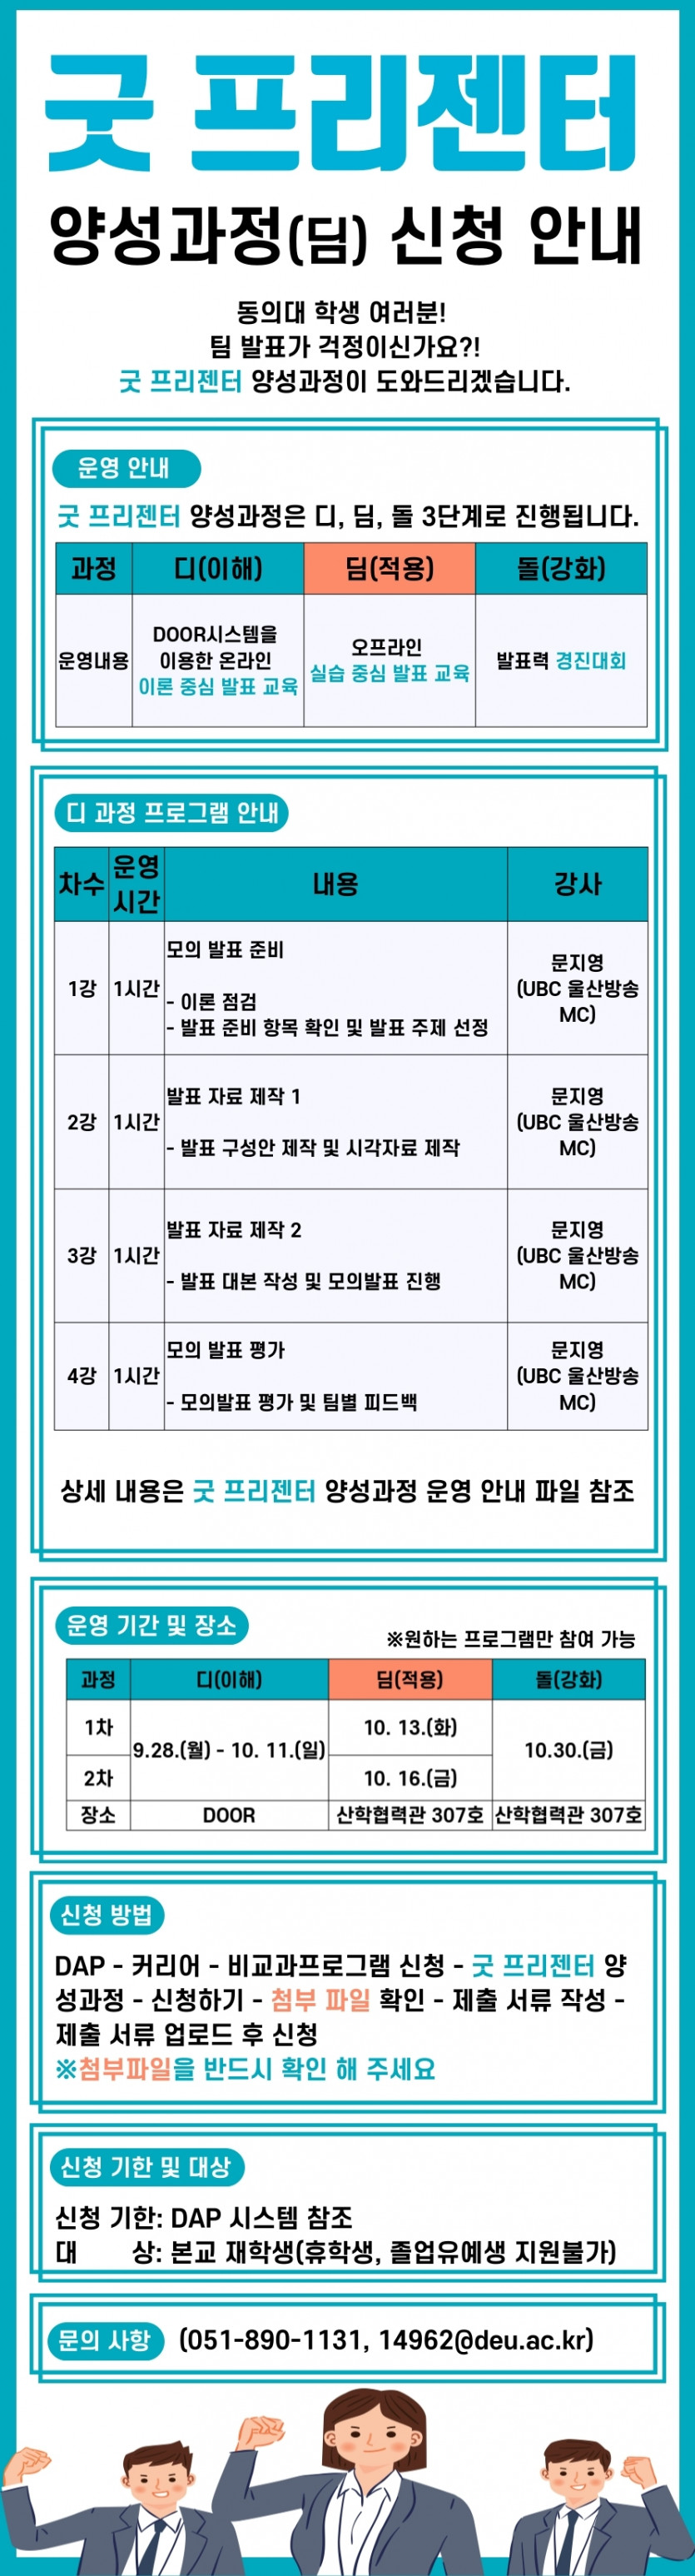 굿 프리젠터
양성과정(딤) 신청 안내
동의대 학생 여러분!
팀 발표가 걱정이신가요?!
굿 프리젠터 양성과정이 도와드리겠습니다.
운영 안내
굿 프리젠터 양성과정은 디, 딤, 돌 3단계로 진행됩니다.
과정 디(이해) 딤(적용) 돌(강화)
운영내용
DOOR시스템을
이용한 온라인
이론 중심 발표 교육
오프라인
실습 중심 발표 교육
발표력 경진대회
디 과정 프로그램 안내
차수
운영
시간
내용
강사
1강
1시간
모의 발표 준비
- 이론 점검
- 발표 준비 항목 확인 및 발표 주제 선정
문지영
(UBC 울산방송
MC)
2강
1시간
발표 자료 제작 1
- 발표 구성안 제작 및 시각자료 제작
문지영
(UBC 울산방송
MC)
3강
1시간
발표 자료 제작 2
- 발표 대본 작성 및 모의발표 진행
문지영
(UBC 울산방송
MC)
4강
1시간
모의 발표 평가
- 모의발표 평가 및 팀별 피드백
문지영
(UBC 울산방송
MC)
상세 내용은 굿 프리젠터 양성과정 운영 안내 파일 참조
운영 기간 및 장소
※원하는 프로그램만 참여 가능
과정 디(이해) 딤(적용) 돌(강화)
1차
9.28.(월) - 10. 11.(일)
10. 13.(화)
10.30.(금)
2차
10. 16.(금)
장소 DOOR 산학협력관 307호 산학협력관 307호
신청 방법
DAP - 커리어 - 비교과프로그램 신청 - 굿 프리젠터 양
성과정 - 신청하기 - 첨부 파일 확인 - 제출 서류 작성 -
제출 서류 업로드 후 신청
※첨부파일을 반드시 확인 해 주세요
신청 기한 및 대상
신청 기한: DAP 시스템 참조
대 상: 본교 재학생(휴학생, 졸업유예생 지원불가)
문의 사항 (051-890-1131, 14962@deu.ac.kr)